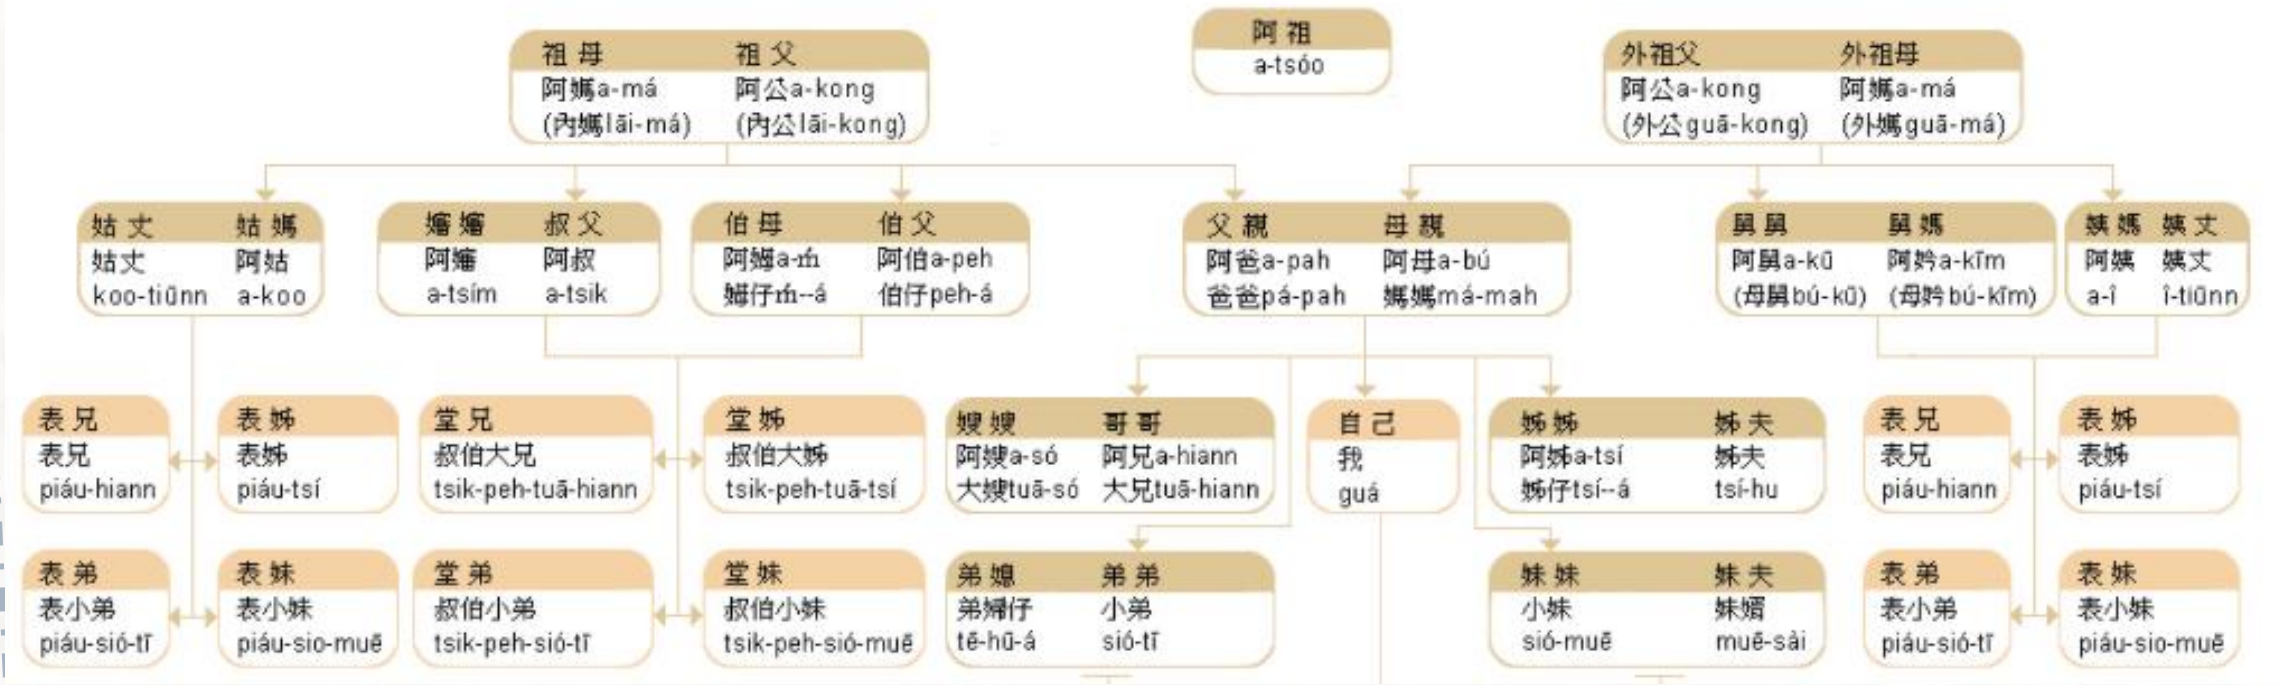 阿祖
a-tsóo
祖母 祖父
阿媽a-má 阿公a-kong
(內媽lāi-má) (內公lāi-kong)
外祖父 外祖母
阿公a-kong 阿媽a-má
(外公guā-kong) (外媽guā-má)
姑丈 姑媽
姑丈 阿姑
koo-tiūnn a-koo
嬸嬸 叔父
阿嬸 阿叔
a-tsím a-tsik
伯母 伯父
阿姆a-ḿ 阿伯a-peh
姆仔ḿ--á 伯仔peh-á
父親 母親
阿爸a-pah 阿母a-bú
爸爸pá-pah 媽媽má-mah
舅舅 舅媽
阿舅a-kū 阿妗a-kīm
(母舅bú-kū) (母妗bú-kīm)
姨媽 姨丈
阿姨 姨丈
a-î î-tiūnn
表兄
表兄
piáu-hiann
表姊
表姊
piáu-tsí
堂兄
叔伯大兄
tsik-peh-tuā-hiann
堂姊
叔伯大姊
tsik-peh-tuā-tsí
嫂嫂 哥哥
阿嫂a-só 阿兄a-hiann
大嫂tuā-só 大兄tuā-hiann
自己
我
guá
姊姊 姊夫
阿姊a-tsí 姊夫
姊仔tsí--á tsí-hu
表兄
表兄
piáu-hiann
表姊
表姊
piáu-tsí
表弟
表小弟
piáu-sió-tī
表妹
表小妹
piáu-sio-muē
堂弟
叔伯小弟
tsik-peh-sió-tī
堂妹
叔伯小妹
tsik-peh-sió-muē
弟媳 弟弟
弟婦仔 小弟
tē-hū-á sió-tī
妹妹 妹夫
小妹 妹婿
sió-muē muē-sài
表弟
表小弟
piáu-sió-tī
表妹
表小妹
piáu-sio-muē